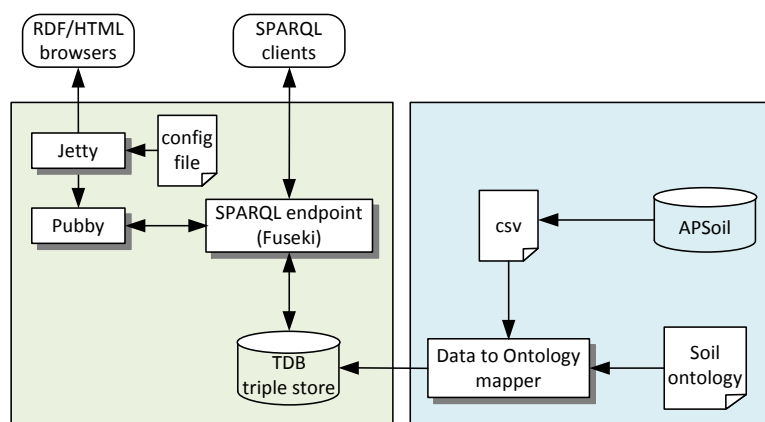 RDF/HTML
browsers
SPARQL
clients
Jetty
config
file
Pubby
SPARQL endpoint
(Fuseki)
csv
APSoil
TDB
triple store
Data to Ontology
mapper
Soil
ontology